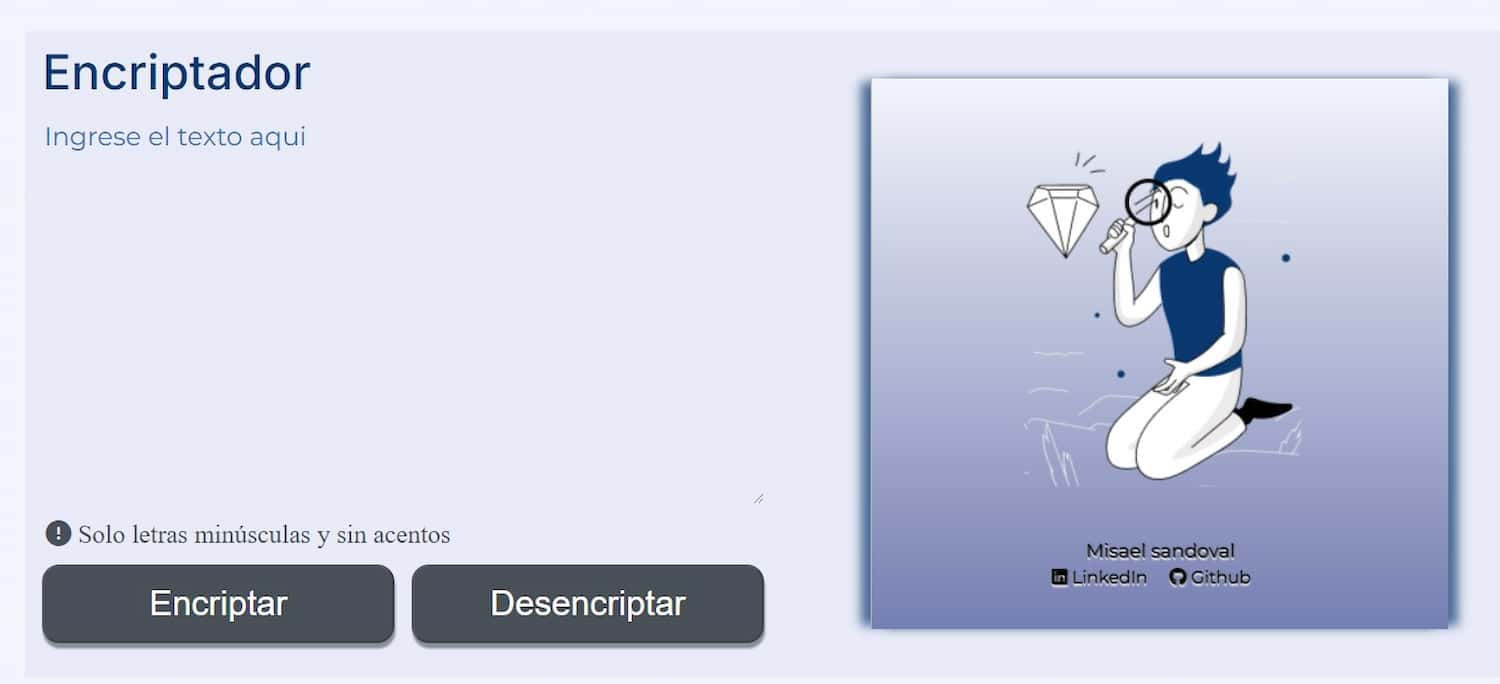 Encriptador
Ingrese el texto aqui
Solo letras minúsculas y sin acentos
Encriptar
Desencriptar
Misael sandoval
LinkedIn Github